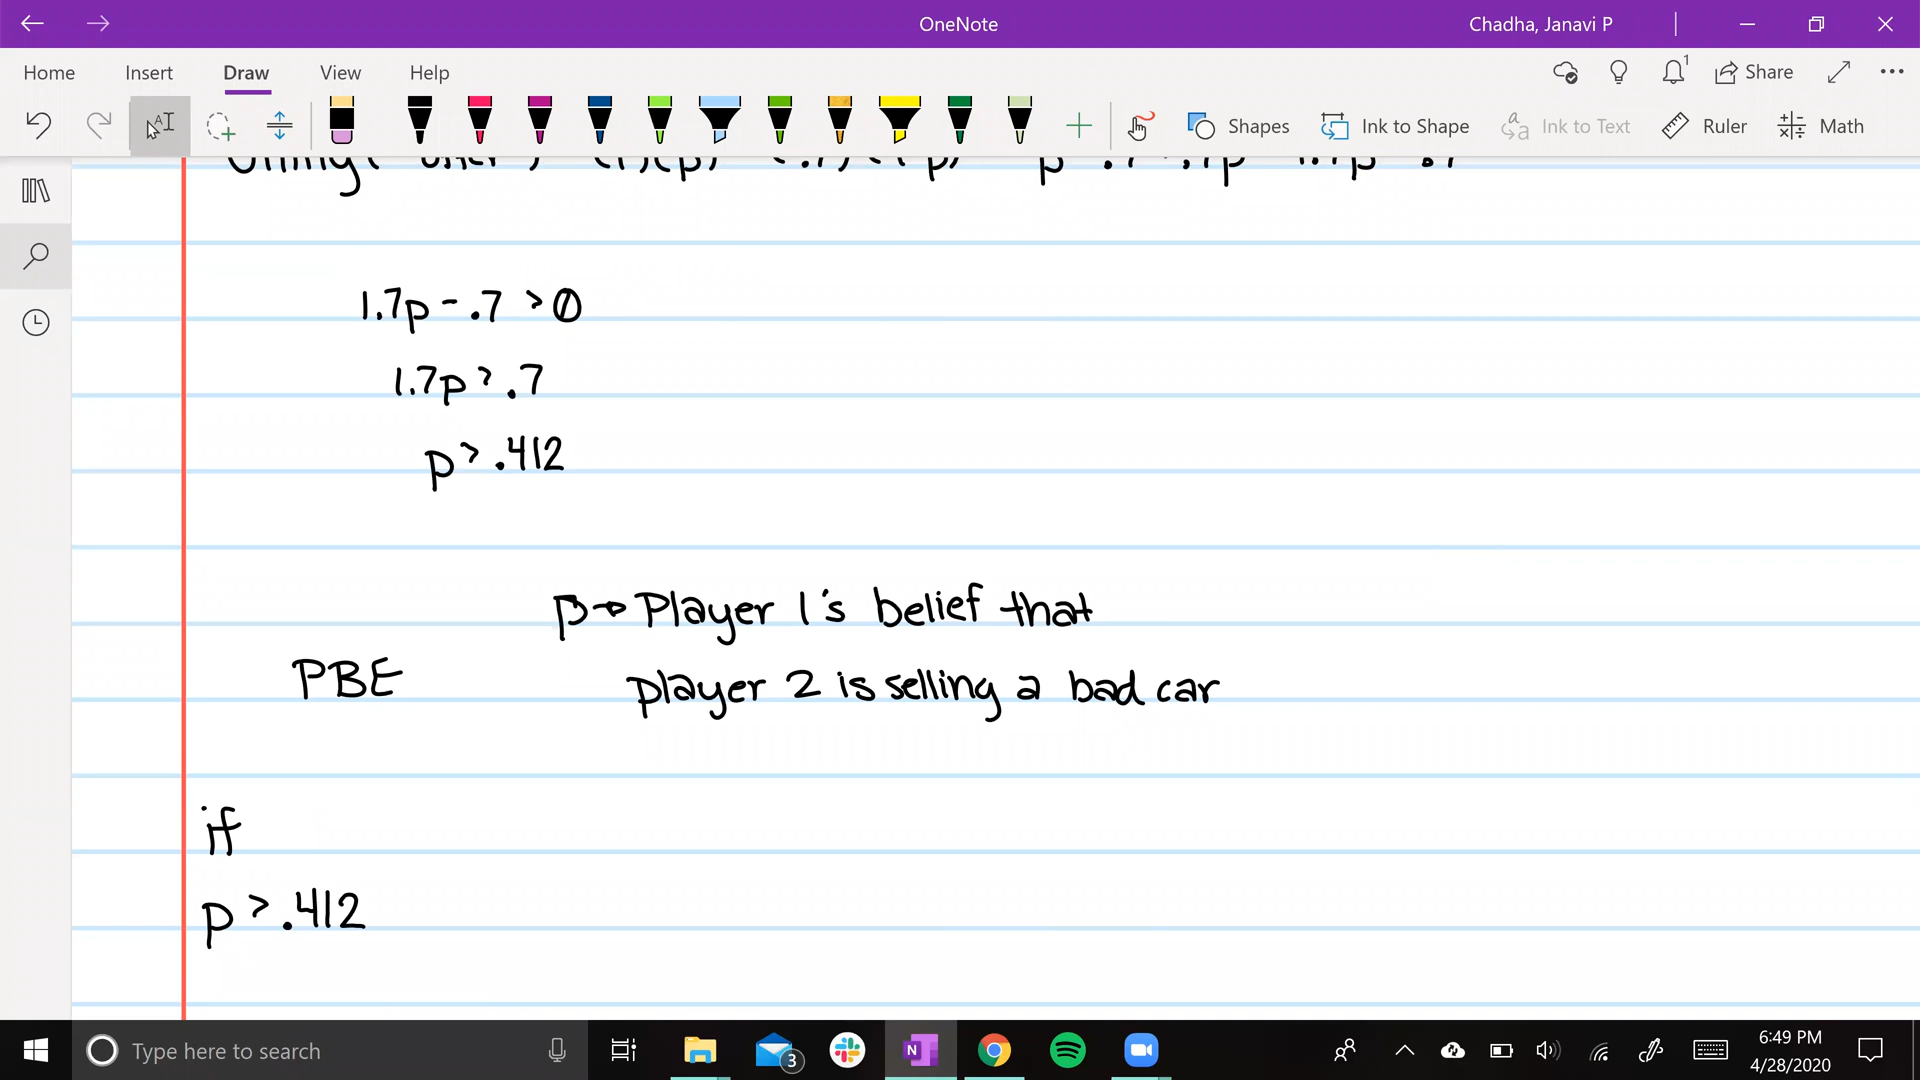 OneNote
Chadha, Janavi P
Home Insert Draw View Help
1 Share
Shapes Ink to Shape Ink to Text Ruler Math
1.7p - .7 > 0
1.7p > .7
p > .412
p → Player 1's belief that
PBE player 2 is selling a bad car
if
p > .412
Type here to search
3
6:49 PM
4/28/2020